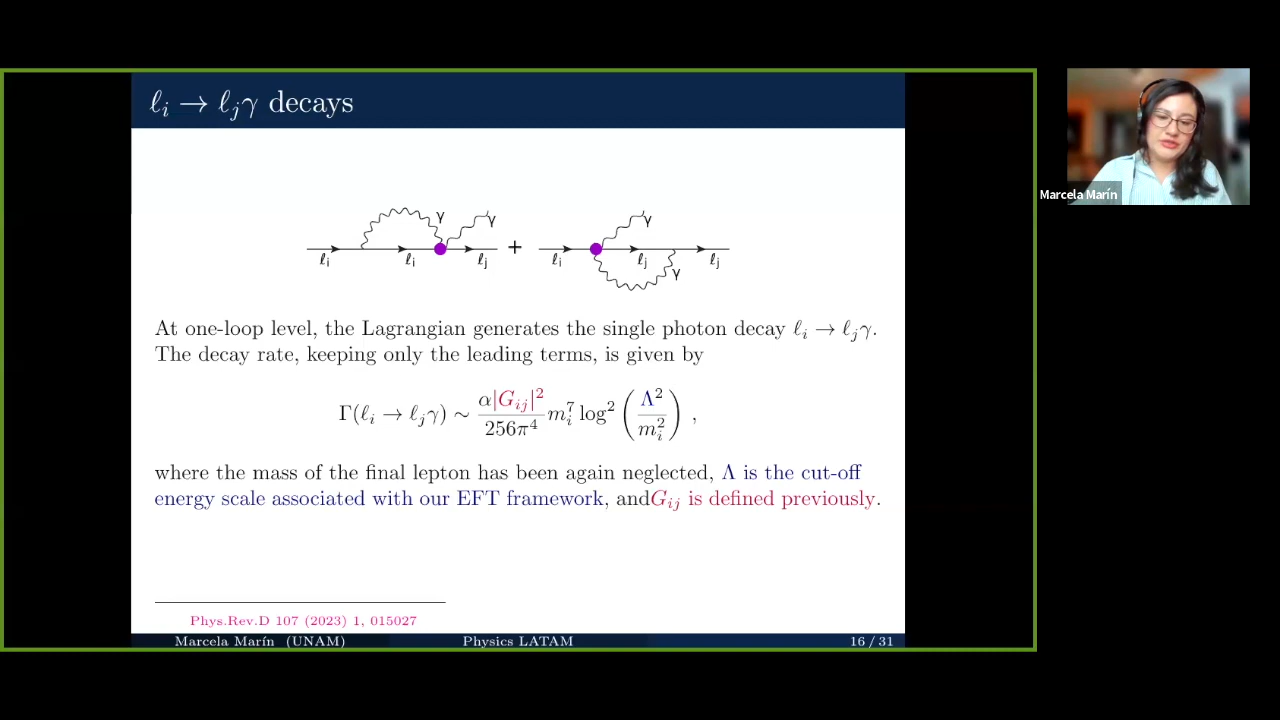 ℓᵢ → ℓⱼγ decays
γ γ γ
ℓᵢ ℓᵢ ℓⱼ + ℓᵢ ℓⱼ γ ℓⱼ
At one-loop level, the Lagrangian generates the single photon decay ℓᵢ → ℓⱼγ.
The decay rate, keeping only the leading terms, is given by
Γ(ℓᵢ → ℓⱼγ) ∼ α|Gᵢⱼ|² / 256π⁴ mᵢ⁷ log² (Λ² / mᵢ²) ,
where the mass of the final lepton has been again neglected, Λ is the cut-off
energy scale associated with our EFT framework, andGᵢⱼ is defined previously.
Phys.Rev.D 107 (2023) 1, 015027
Marcela Marín (UNAM) Physics LATAM 16 / 31
Marcela Marín